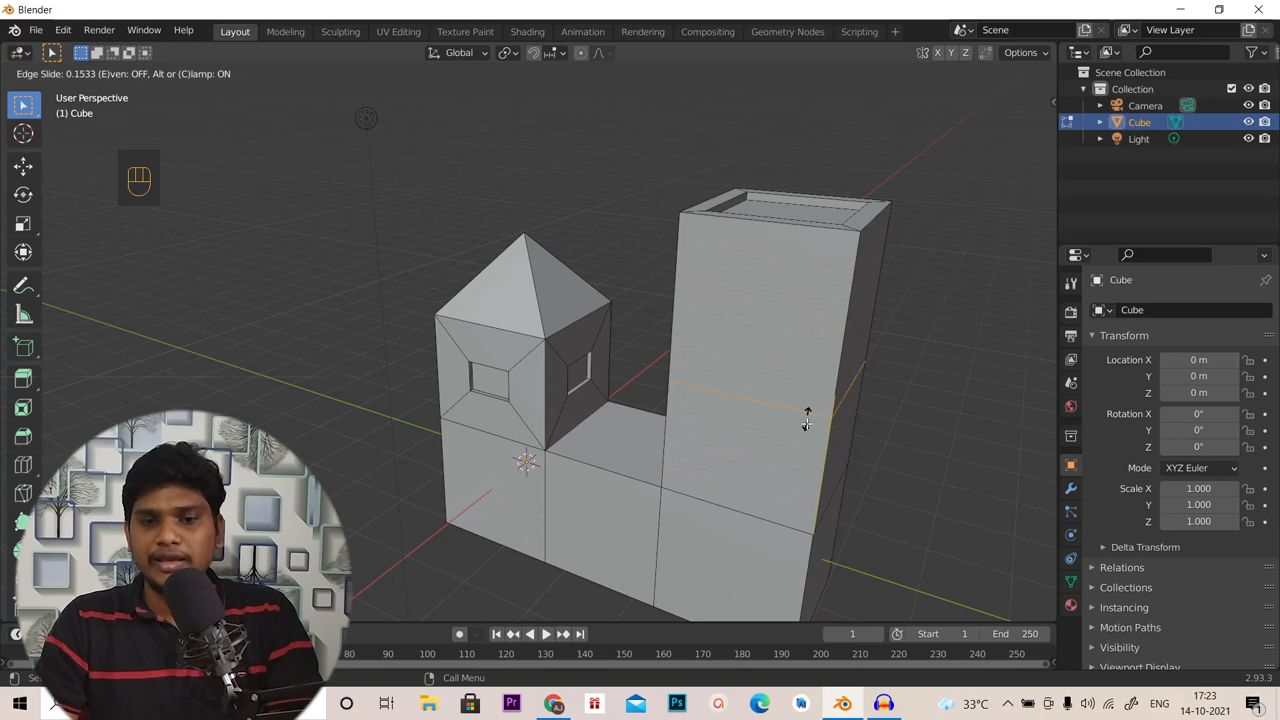 Blender
File Edit Render Window Help
Layout Modeling Sculpting UV Editing Texture Paint Shading Animation Rendering Compositing Geometry Nodes Scripting +
Scene
View Layer
Global
X Y Z
Options
Edge Slide: 0.1533 (E)ven: OFF, Alt or (C)lamp: ON
User Perspective
(1) Cube
Scene Collection
Collection
Camera
Cube
Light
Cube
Cube
Transform
Location X 0 m
Y 0 m
Z 0 m
Rotation X 0°
Y 0°
Z 0°
Mode XYZ Euler
Scale X 1.000
Y 1.000
Z 1.000
Delta Transform
Relations
Collections
Instancing
Motion Paths
Visibility
Viewport Display
1 Start 1 End 250
80 90 100 110 120 130 140 150 160 170 180 190 200 210 220 230 240 250
Call Menu
2.93.3
33°C
ENG
17:23
14-10-2021